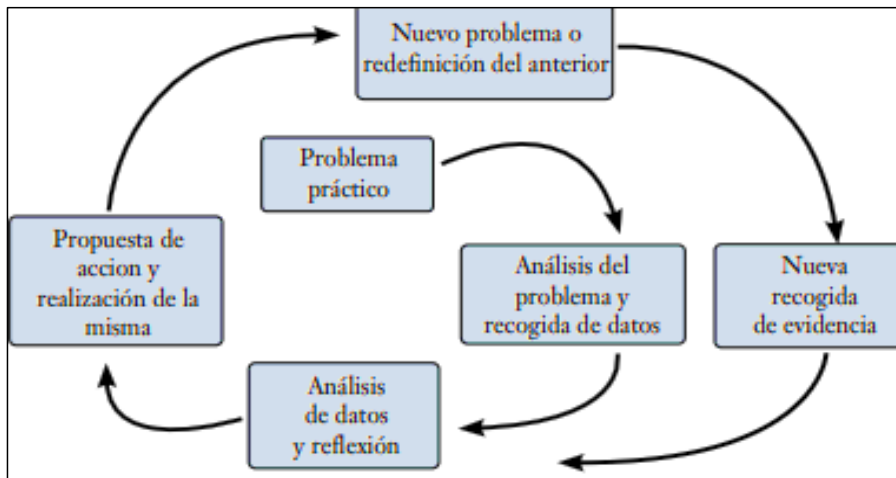 Nuevo problema o
redefinición del anterior
Problema
práctico
Propuesta de
accion y
realización de la
misma
Análisis del
problema y
recogida de datos
Nueva
recogida
de evidencia
Análisis
de datos
y reflexión